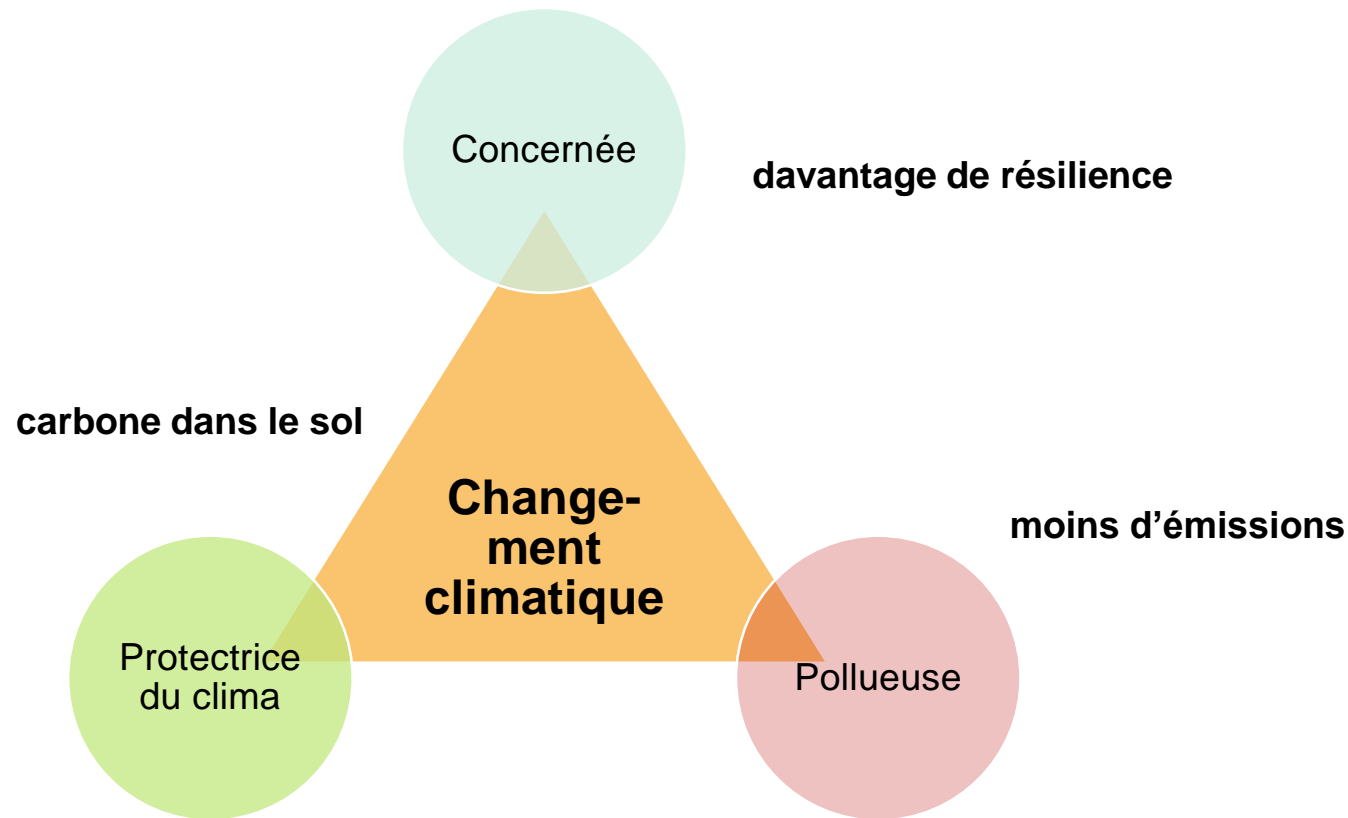 Concernée
davantage de résilience
carbone dans le sol
Change-
ment
climatique
moins d’émissions
Protectrice
du clima
Pollueuse